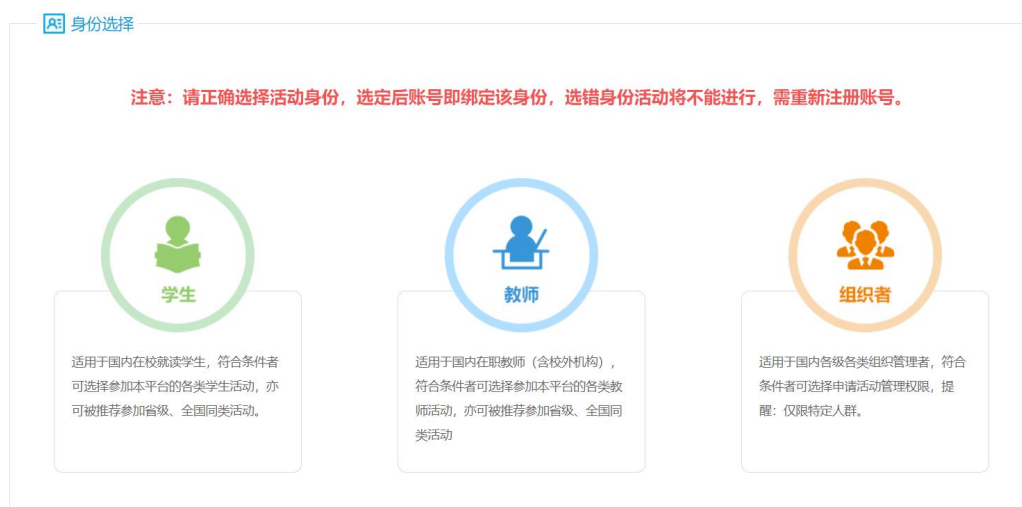 身份选择
注意：请正确选择活动身份，选定后账号即绑定该身份，选错身份活动将不能进行，需重新注册账号。
学生
适用于国内在校就读学生，符合条件者
可选择参加本平台的各类学生活动，亦
可被推荐参加省级、全国同类活动。
教师
适用于国内在职教师（含校外机构），
符合条件者可选择参加本平台的各类教
师活动，亦可被推荐参加省级、全国同
类活动
组织者
适用于国内各级各类组织管理者，符合
条件者可选择申请活动管理权限，提
醒：仅限特定人群。